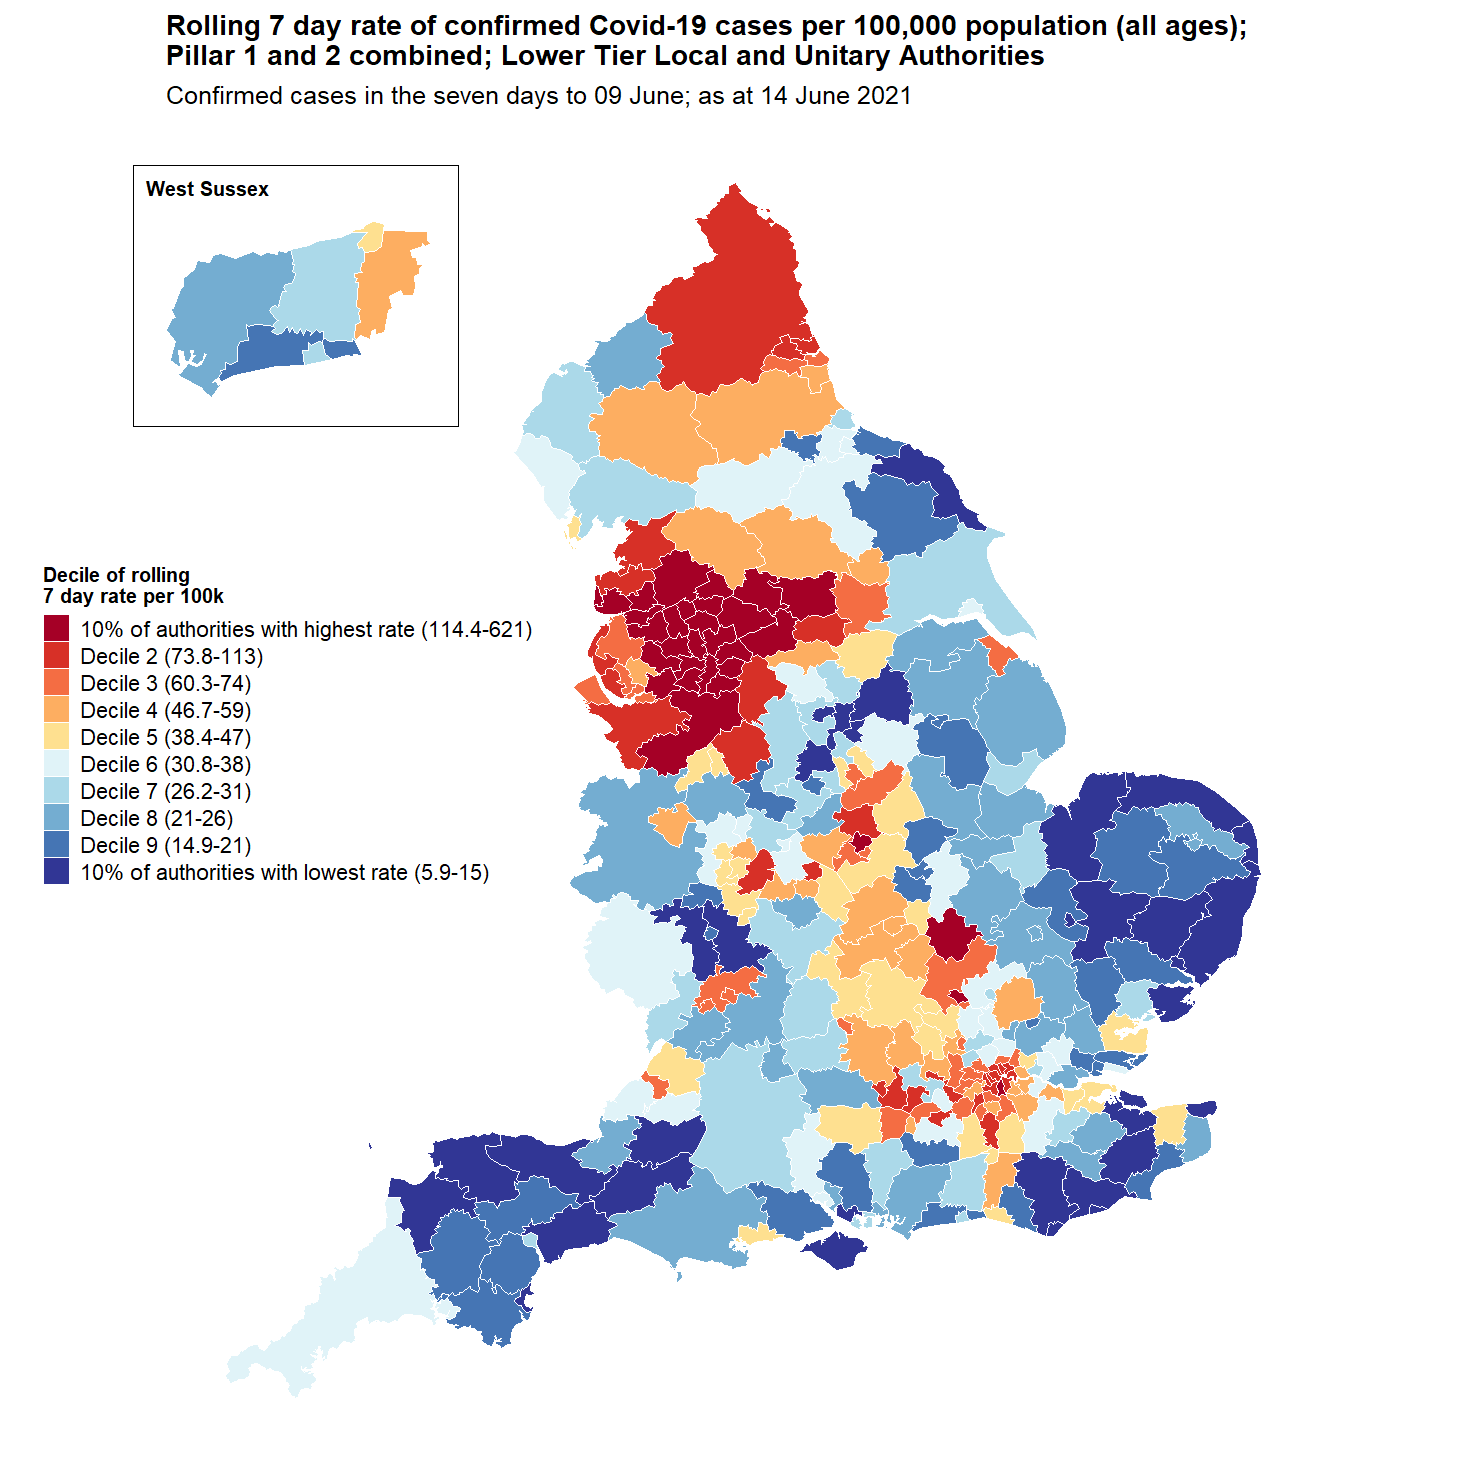 Rolling 7 day rate of confirmed Covid-19 cases per 100,000 population (all ages);
Pillar 1 and 2 combined; Lower Tier Local and Unitary Authorities
Confirmed cases in the seven days to 09 June; as at 14 June 2021
West Sussex
Decile of rolling
7 day rate per 100k
10% of authorities with highest rate (114.4-621)
Decile 2 (73.8-113)
Decile 3 (60.3-74)
Decile 4 (46.7-59)
Decile 5 (38.4-47)
Decile 6 (30.8-38)
Decile 7 (26.2-31)
Decile 8 (21-26)
Decile 9 (14.9-21)
10% of authorities with lowest rate (5.9-15)